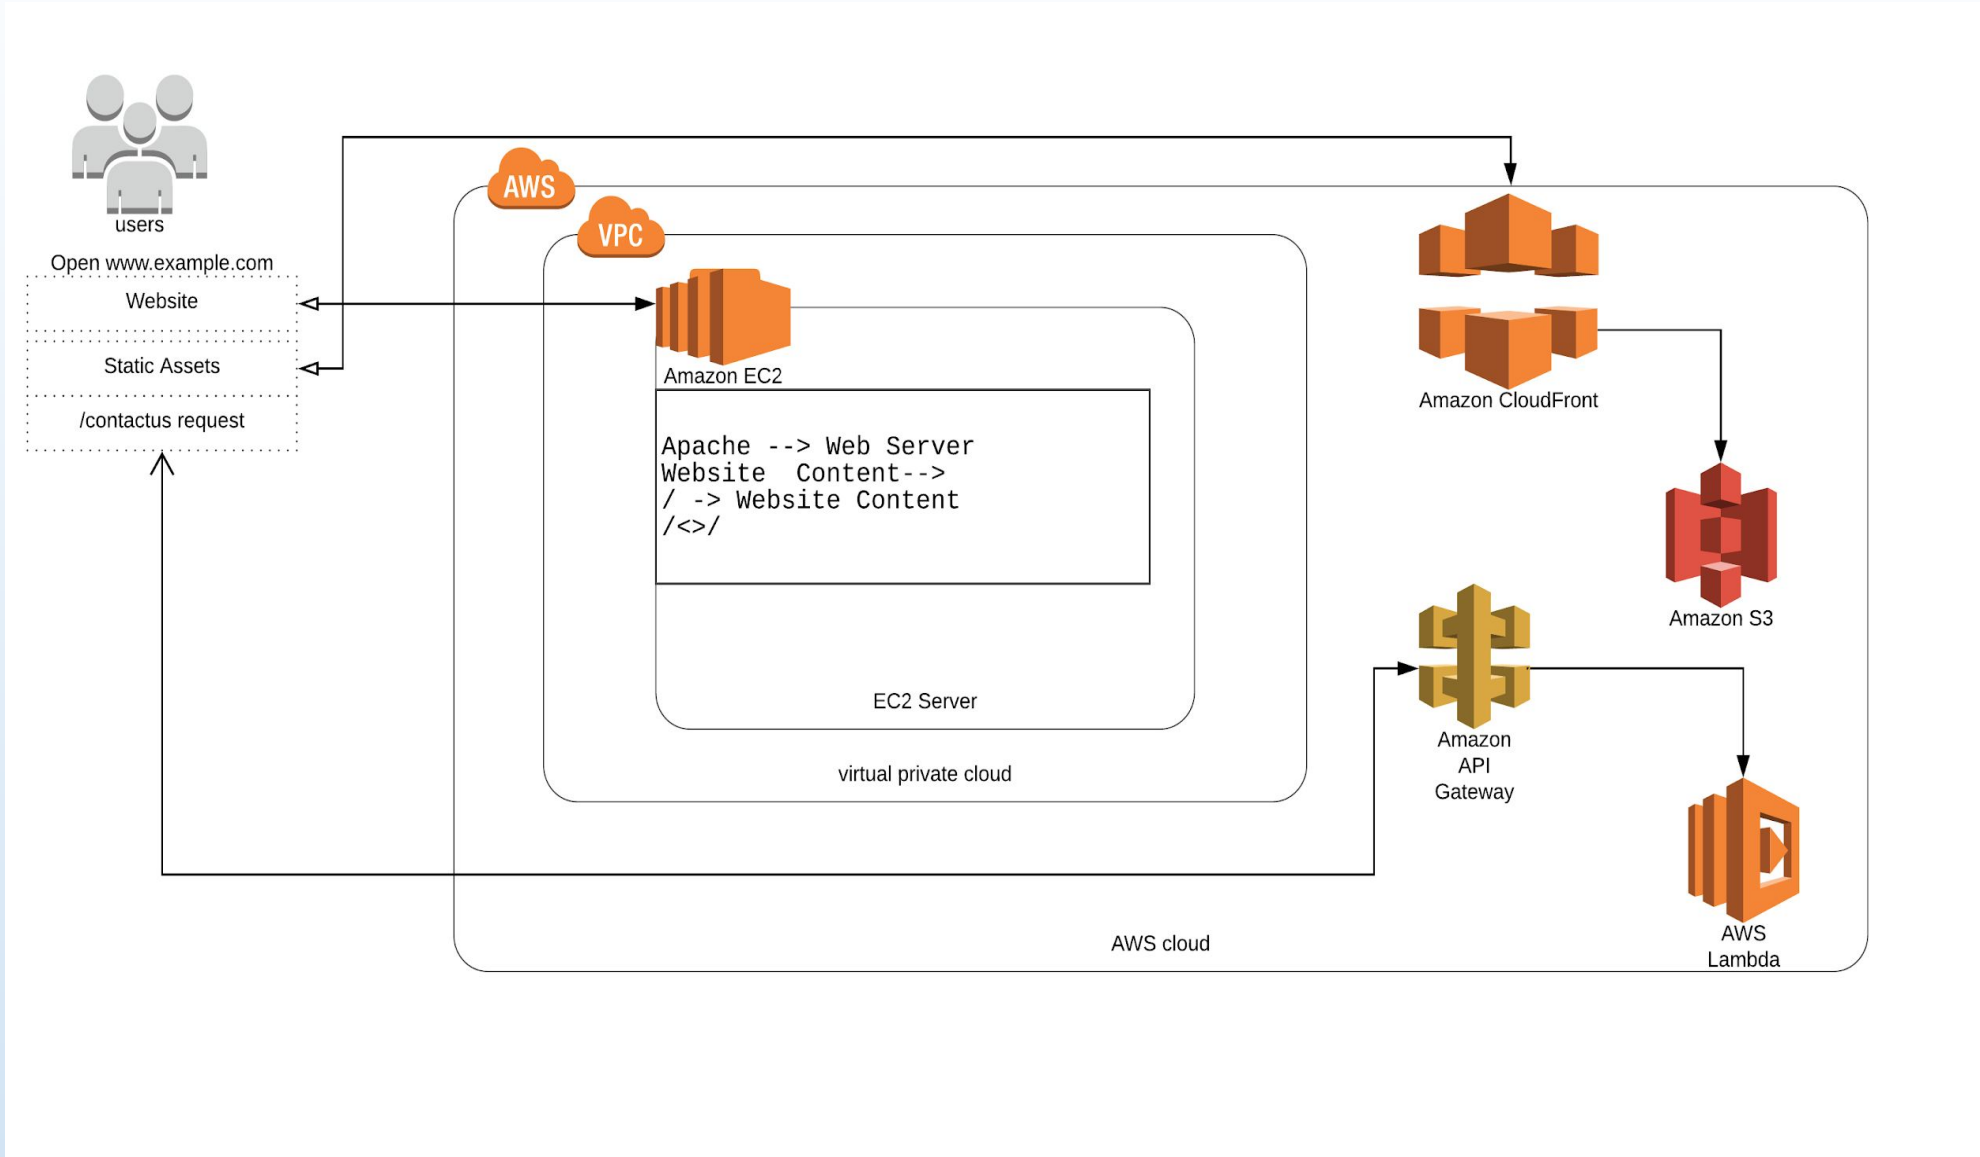 users
Open www.example.com
Website
Static Assets
/contactus request
AWS
VPC
Amazon EC2
Apache --> Web Server
Website  Content-->
/ -> Website Content
/<>/
EC2 Server
virtual private cloud
AWS cloud
Amazon CloudFront
Amazon S3
Amazon
API
Gateway
AWS
Lambda